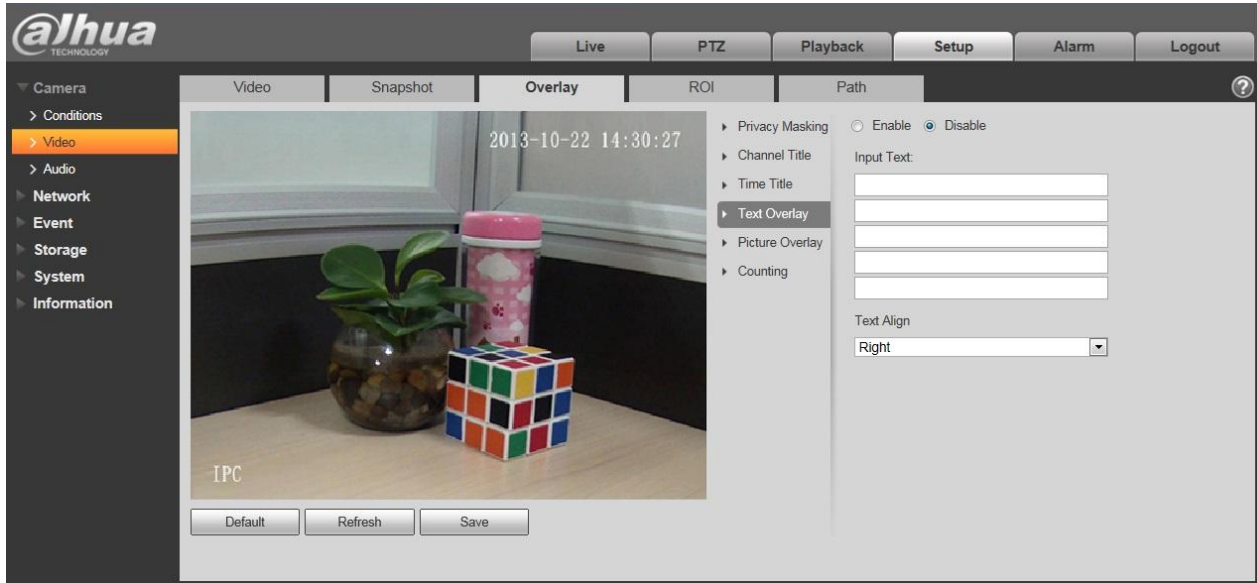 alhua
TECHNOLOGY
Live
PTZ
Playback
Setup
Alarm
Logout
Camera
Conditions
Video
Audio
Network
Event
Storage
System
Information
Video
Snapshot
Overlay
ROI
Path
?
2013-10-22 14:30:27
IPC
Default
Refresh
Save
Privacy Masking
Channel Title
Time Title
Text Overlay
Picture Overlay
Counting
Enable
Disable
Input Text:
Text Align
Right